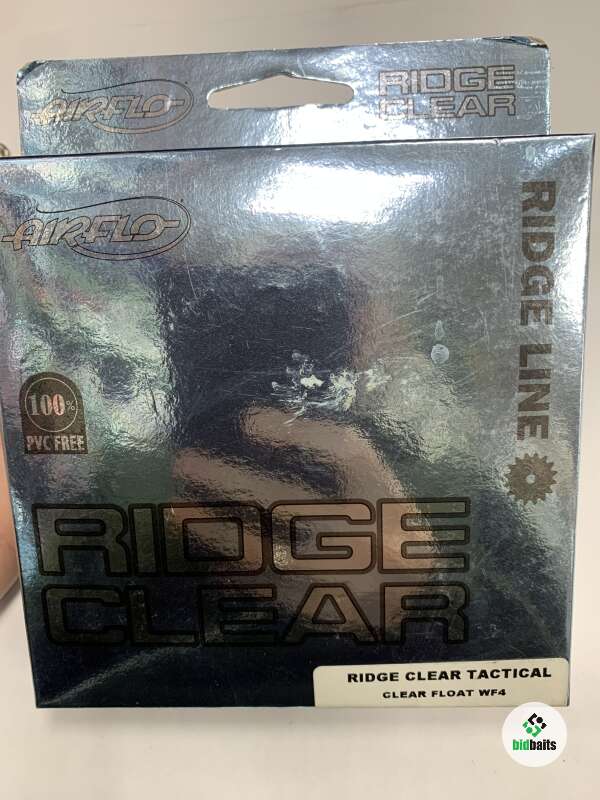 AIRFLO
RIDGE
CLEAR
AIRFLO
RIDGE LINE
100%
PVC FREE
RIDGE
CLEAR
RIDGE CLEAR TACTICAL
CLEAR FLOAT WF4
bidbaits